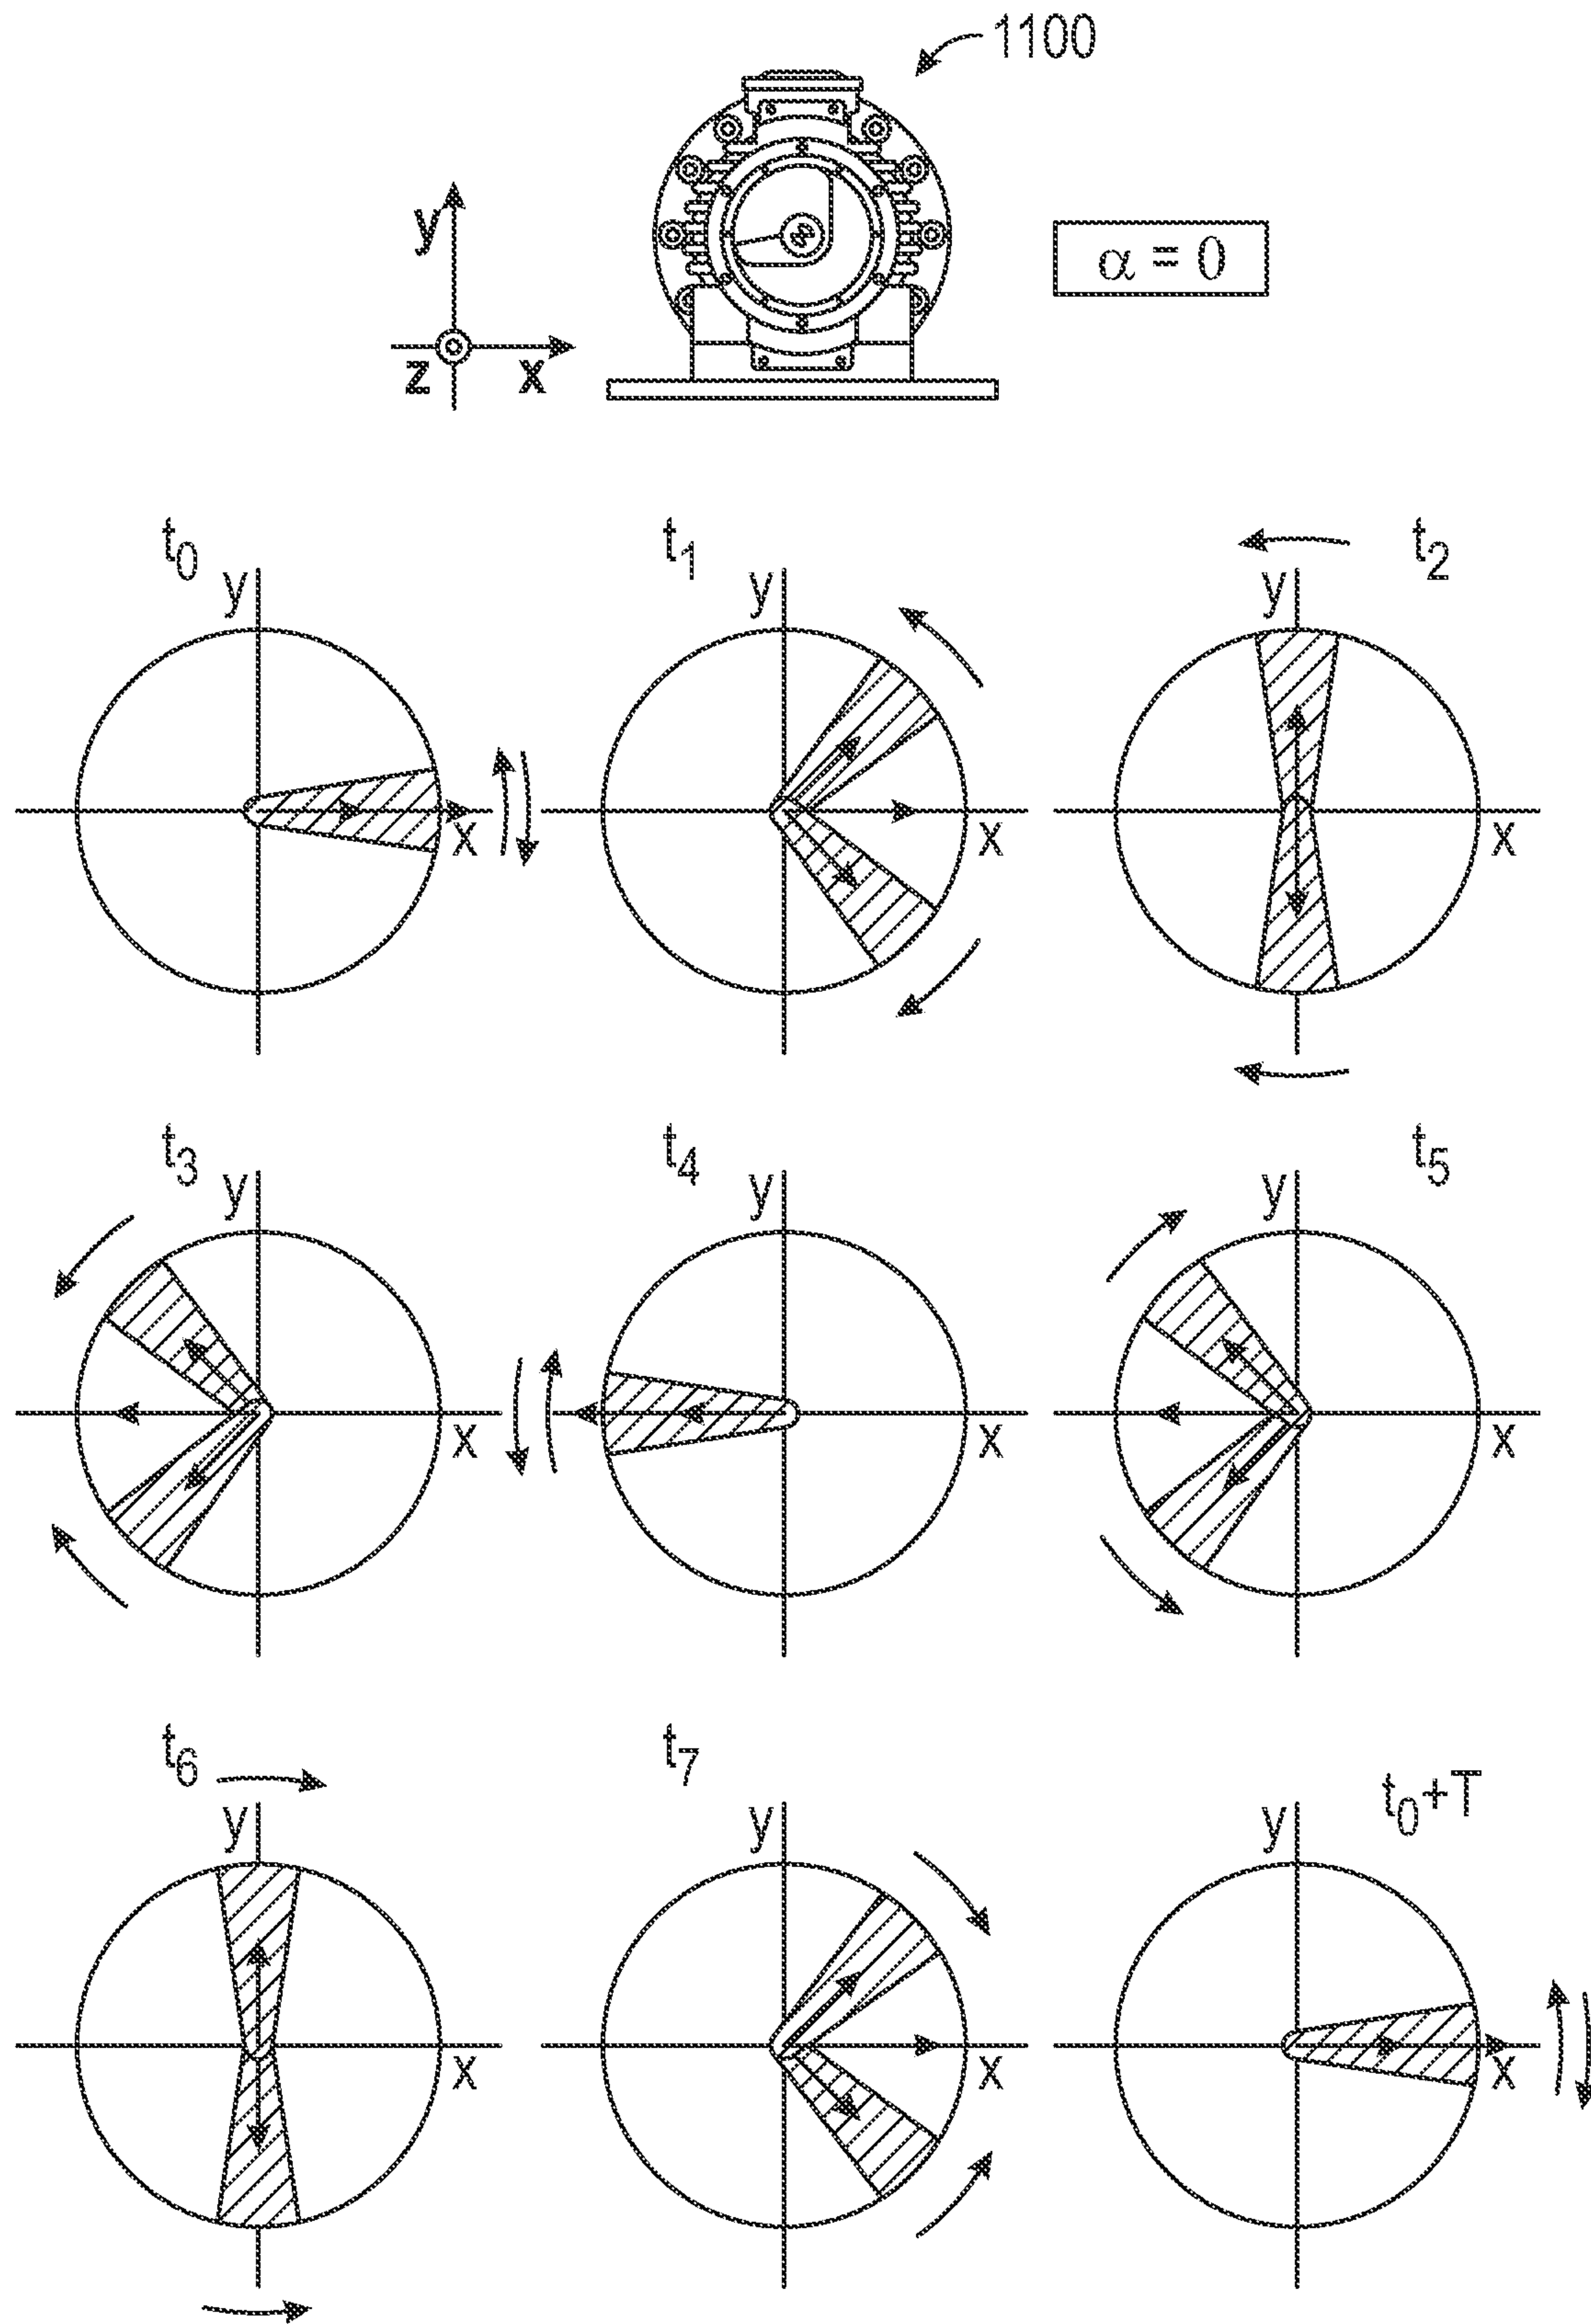 1100
y
α = 0
z x
t0 t1 t2
y y y
x x x
t3 t4 t5
y y y
x x x
t6 t7 t0+T
y y y
x x x